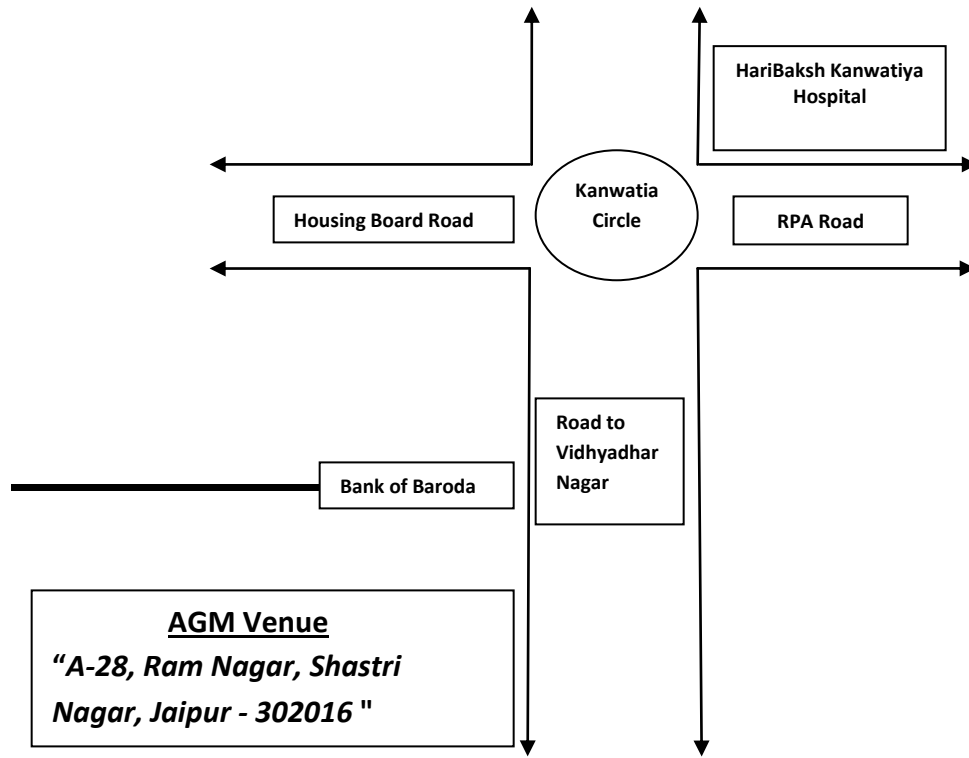 HariBaksh Kanwatiya
Hospital
Kanwatia
Circle
Housing Board Road
RPA Road
Road to
Vidhyadhar
Nagar
Bank of Baroda
AGM Venue
“A-28, Ram Nagar, Shastri
Nagar, Jaipur - 302016 "